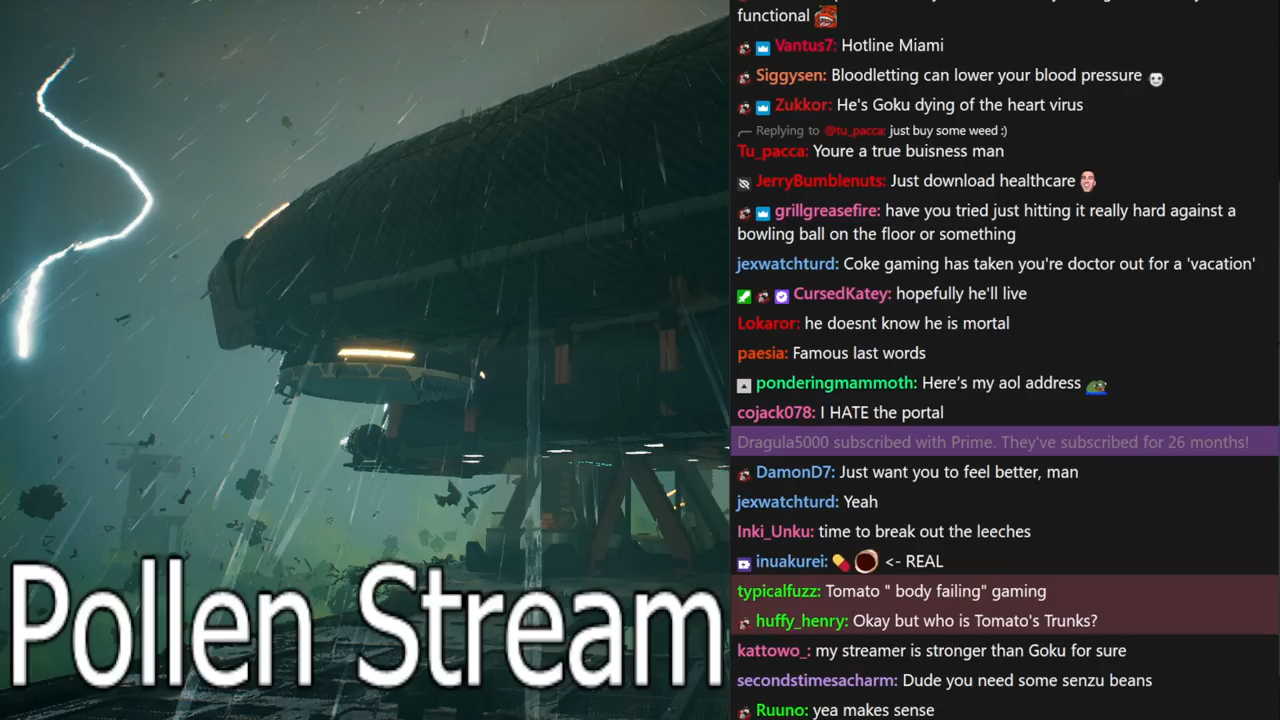 functional
Vantus7: Hotline Miami
Siggysen: Bloodletting can lower your blood pressure
Zukkor: He's Goku dying of the heart virus
Replying to @tu_pacca: just buy some weed :)
Tu_pacca: Youre a true buisness man
JerryBumblenuts: Just download healthcare
grillgreasefire: have you tried just hitting it really hard against a
bowling ball on the floor or something
jexwatchturd: Coke gaming has taken you're doctor out for a 'vacation'
CursedKatey: hopefully he'll live
Lokaror: he doesnt know he is mortal
paesia: Famous last words
ponderingmammoth: Here's my aol address
cojack078: I HATE the portal
Dragula5000 subscribed with Prime. They've subscribed for 26 months!
DamonD7: Just want you to feel better, man
jexwatchturd: Yeah
Inki_Unku: time to break out the leeches
inuakurei: <- REAL
typicalfuzz: Tomato " body failing" gaming
huffy_henry: Okay but who is Tomato's Trunks?
kattowo_: my streamer is stronger than Goku for sure
secondstimesacharm: Dude you need some senzu beans
Ruuno: yea makes sense
Pollen Stream